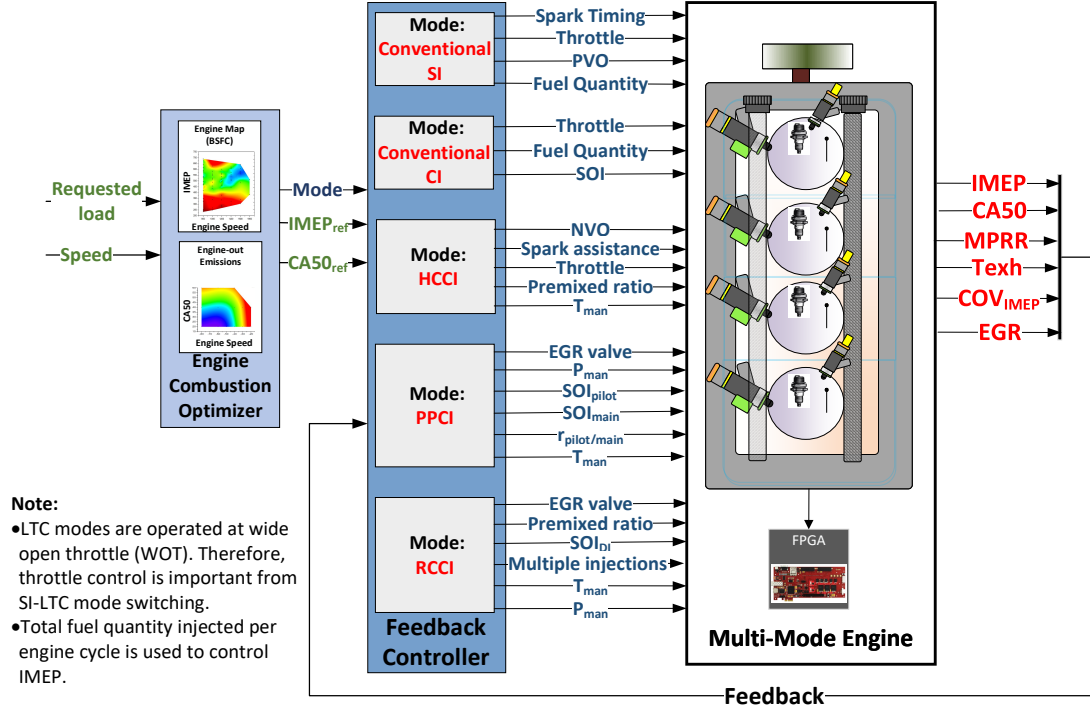 Requested
load
Speed
Engine Map
(BSFC)
IMEP
Engine Speed
Engine-out
Emissions
CA50
Engine Speed
Engine
Combustion
Optimizer
Mode
IMEPref
CA50ref
Mode:
Conventional
SI
Mode:
Conventional
CI
Mode:
HCCI
Mode:
PPCI
Mode:
RCCI
Feedback
Controller
Spark Timing
Throttle
PVO
Fuel Quantity
Throttle
Fuel Quantity
SOI
NVO
Spark assistance
Throttle
Premixed ratio
Tman
EGR valve
Pman
SOIpilot
SOImain
rpilot/main
Tman
EGR valve
Premixed ratio
SOIDI
Multiple injections
Tman
Pman
FPGA
Multi-Mode Engine
IMEP
CA50
MPRR
Texh
COVIMEP
EGR
Feedback
Note:
•LTC modes are operated at wide
open throttle (WOT). Therefore,
throttle control is important from
SI-LTC mode switching.
•Total fuel quantity injected per
engine cycle is used to control
IMEP.